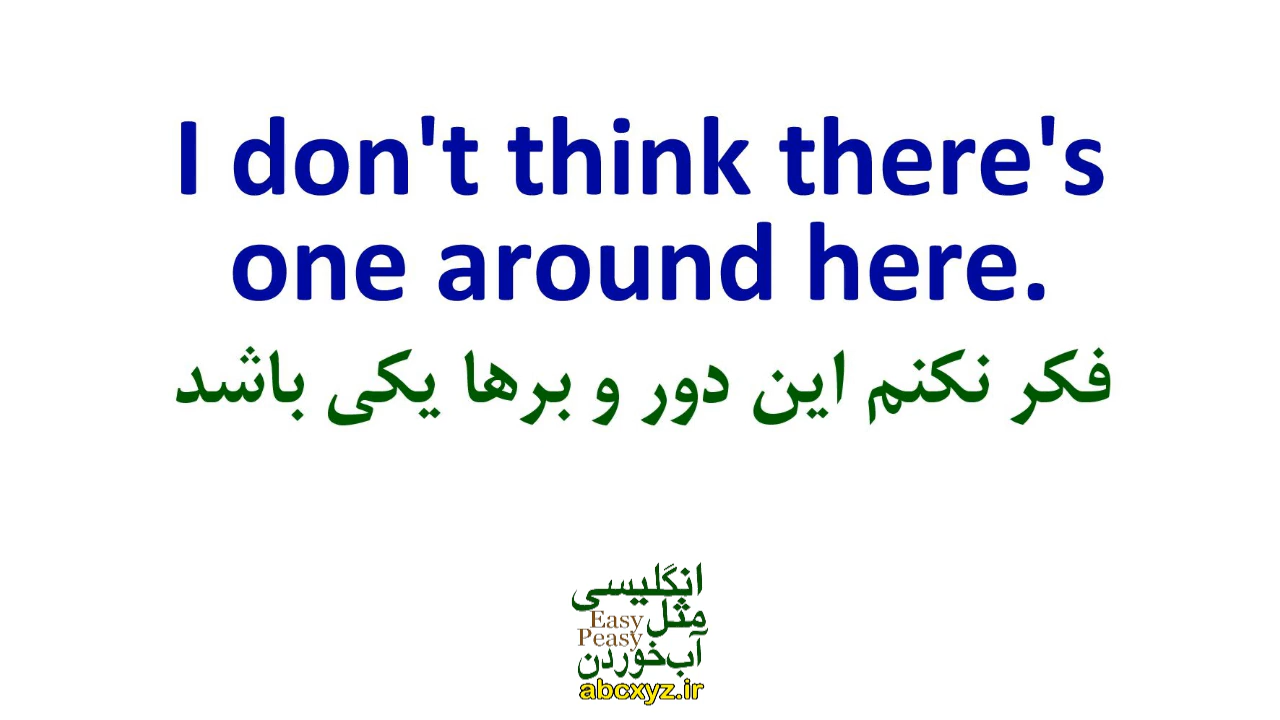 I don't think there's
one around here.
فکر نکنم این دور و برها یکی باشد
انگلیسی
مثل
Easy
Peasy
آب‌خوردن
abcxyz.ir